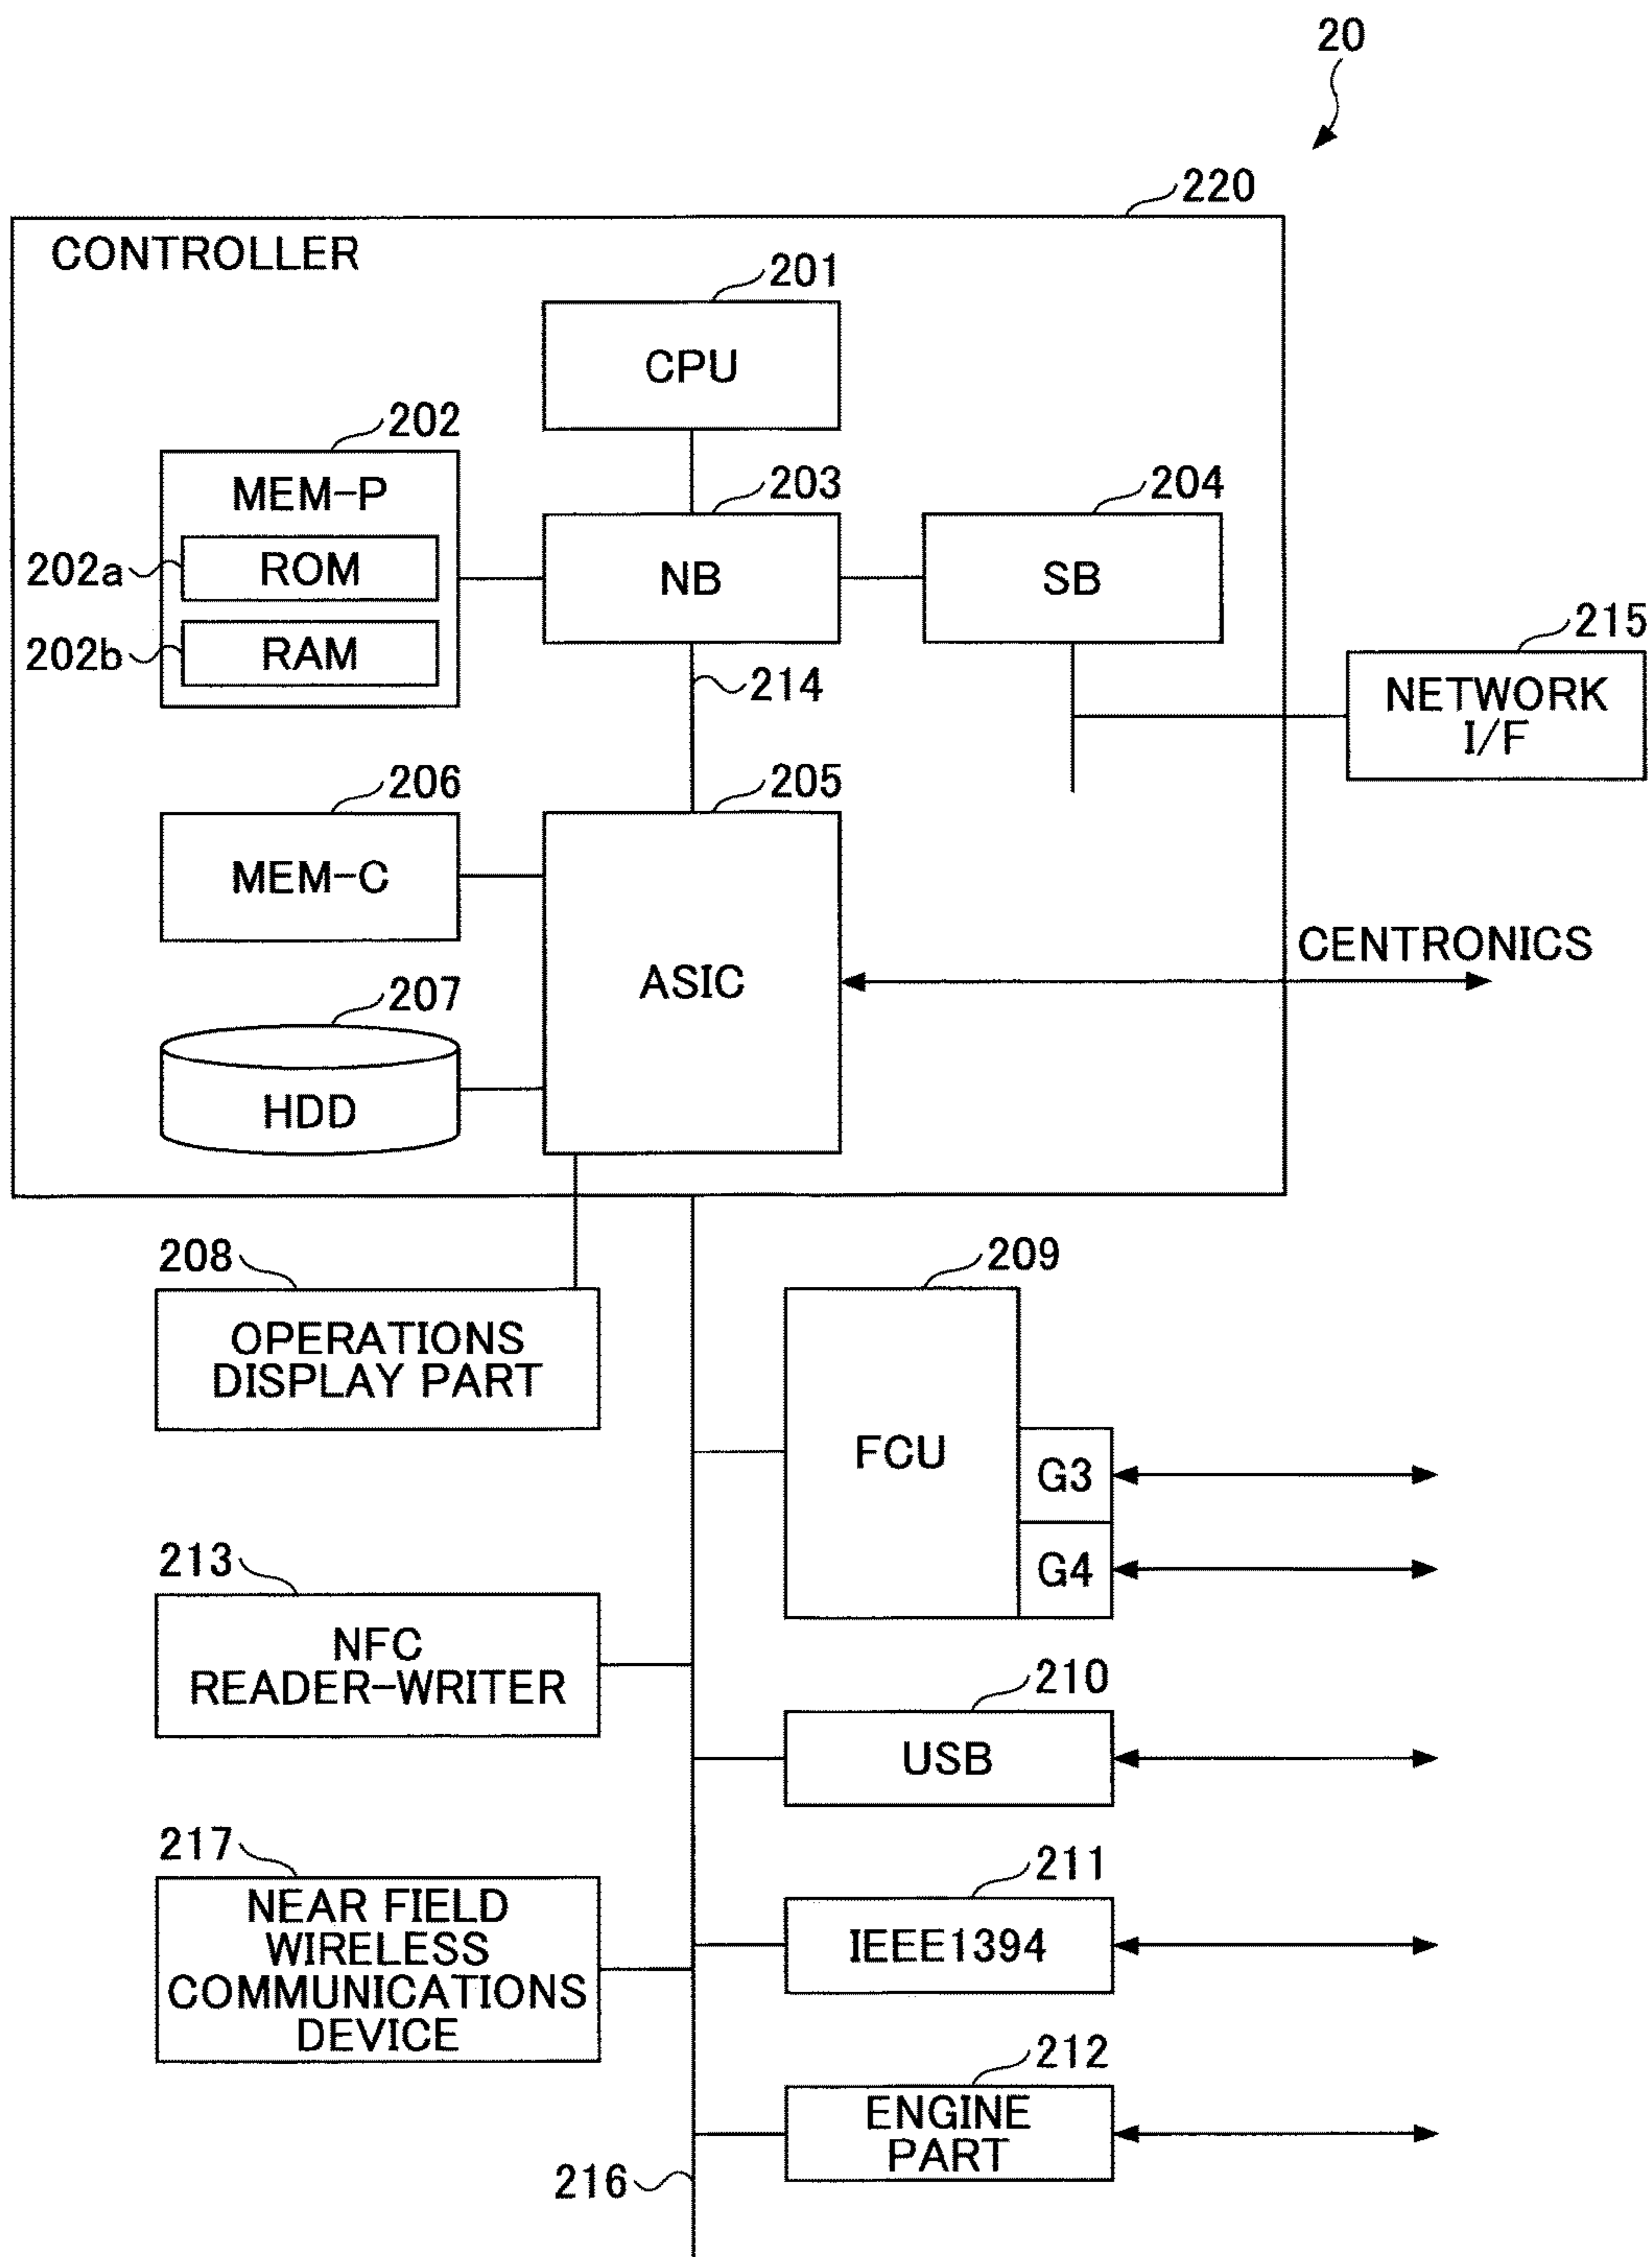 20
220
CONTROLLER
201
CPU
202
MEM-P
203
204
202a
ROM
NB
SB
202b
RAM
214
215
NETWORK
I/F
206
205
MEM-C
CENTRONICS
ASIC
207
HDD
208
209
OPERATIONS
DISPLAY PART
FCU
G3
G4
213
NFC
READER-WRITER
210
USB
217
NEAR FIELD
WIRELESS
COMMUNICATIONS
DEVICE
211
IEEE1394
212
ENGINE
PART
216